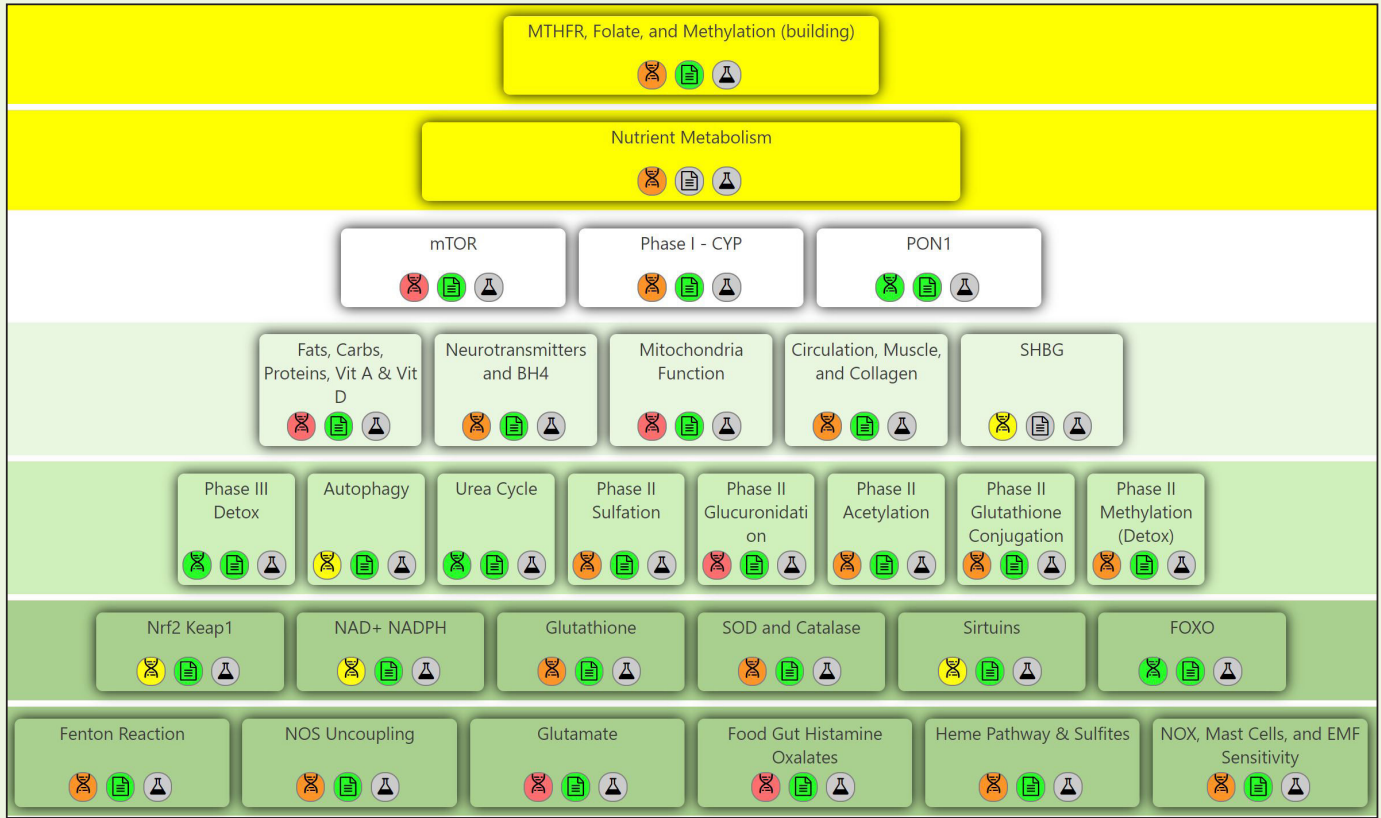 MTHFR, Folate, and Methylation (building)
Nutrient Metabolism
mTOR
Phase I - CYP
PON1
Fats, Carbs,
Proteins, Vit A & Vit
D
Neurotransmitters
and BH4
Mitochondria
Function
Circulation, Muscle,
and Collagen
SHBG
Phase III
Detox
Autophagy
Urea Cycle
Phase II
Sulfation
Phase II
Glucuronidati
on
Phase II
Acetylation
Phase II
Glutathione
Conjugation
Phase II
Methylation
(Detox)
Nrf2 Keap1
NAD+ NADPH
Glutathione
SOD and Catalase
Sirtuins
FOXO
Fenton Reaction
NOS Uncoupling
Glutamate
Food Gut Histamine
Oxalates
Heme Pathway & Sulfites
NOX, Mast Cells, and EMF
Sensitivity